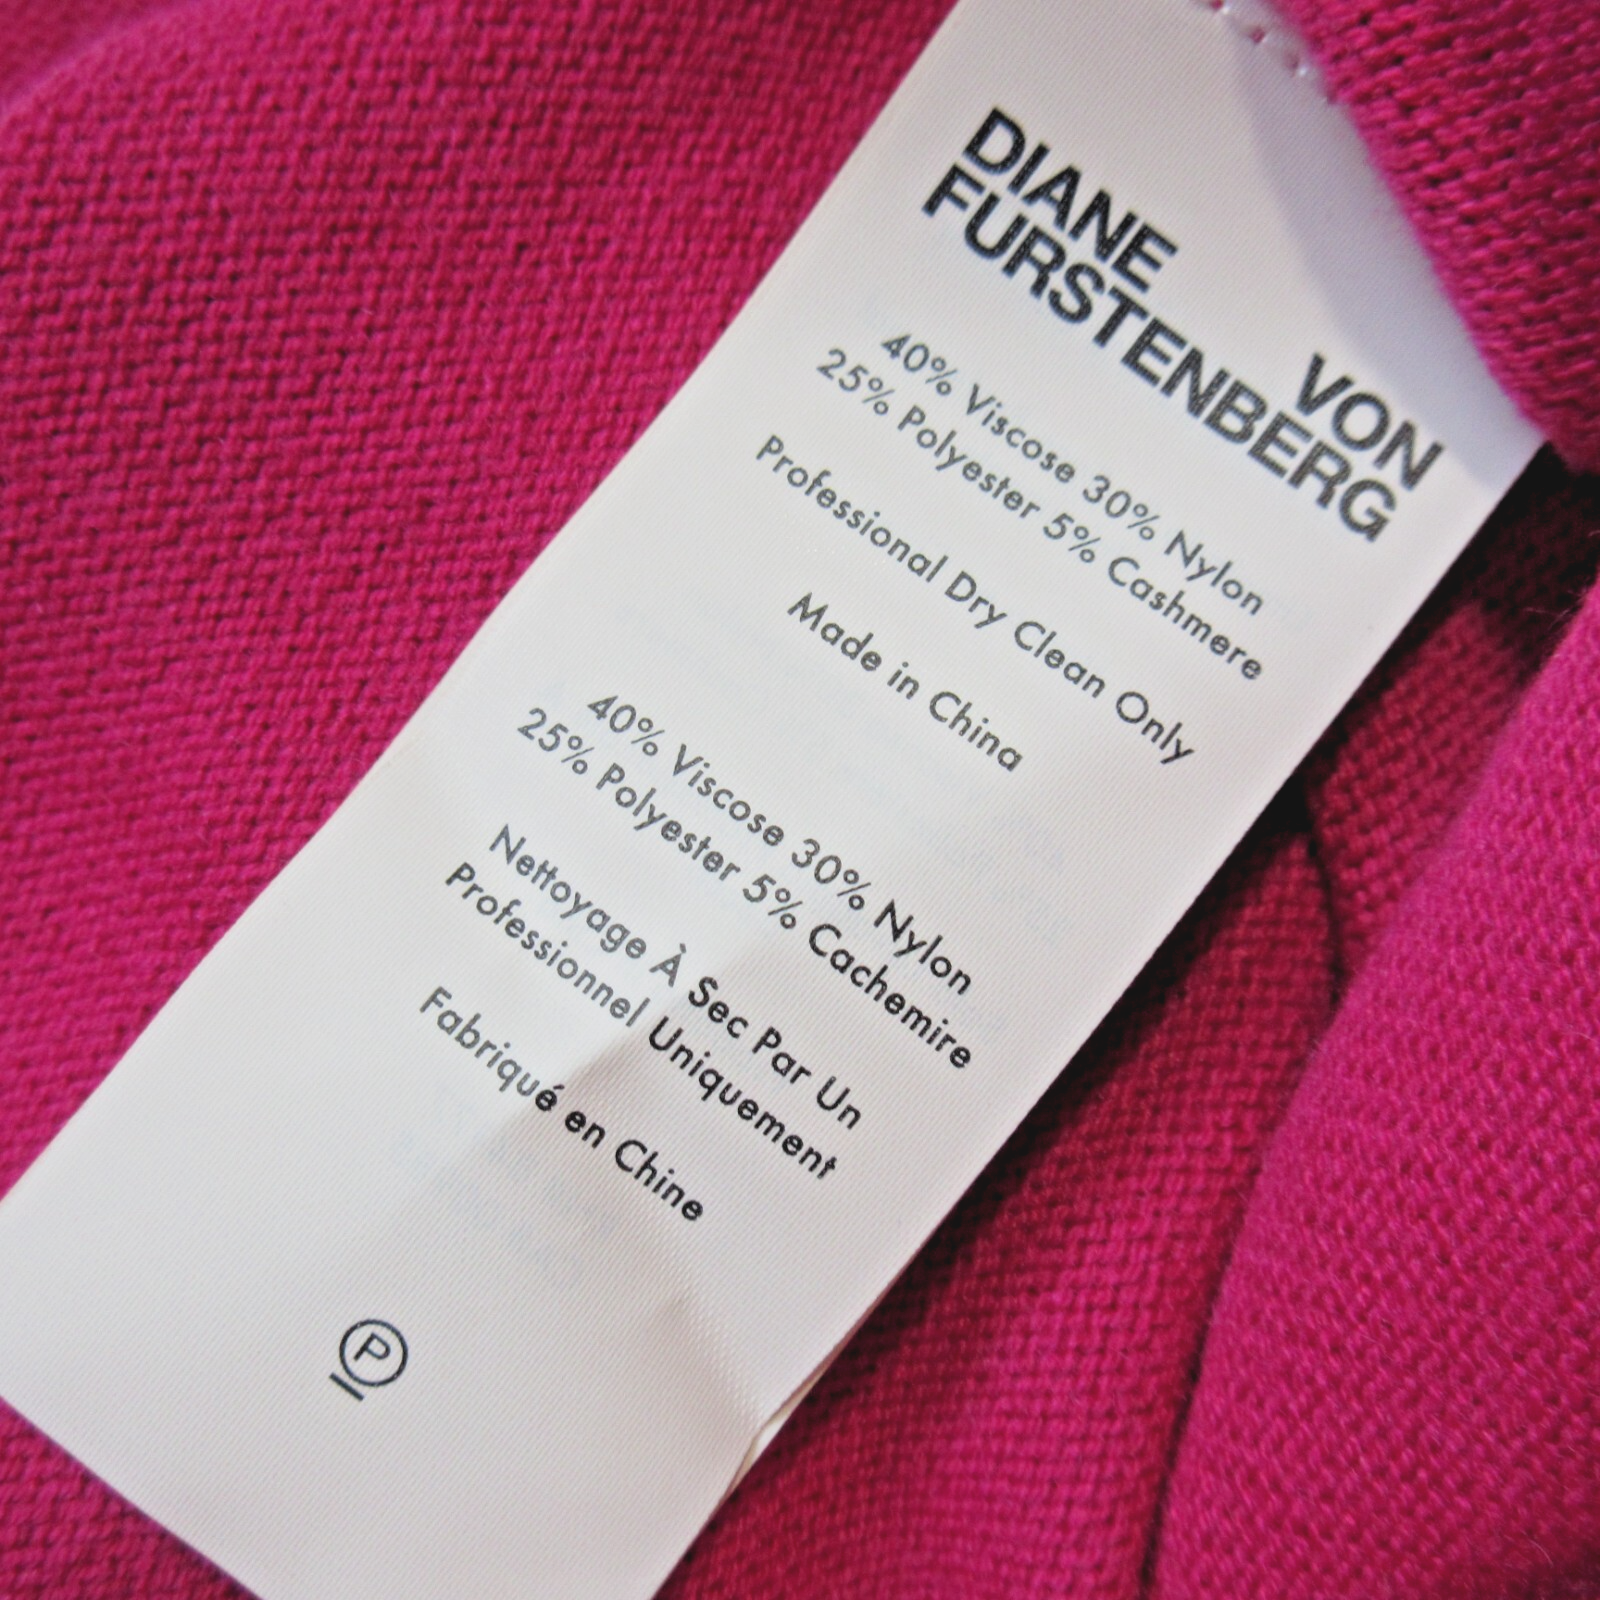 DIANE
VON
FURSTENBERG
40% Viscose 30% Nylon
25% Polyester 5% Cashmere
Professional Dry Clean Only
Made in China
40% Viscose 30% Nylon
25% Polyester 5% Cachemire
Nettoyage À Sec Par Un
Professionnel Uniquement
Fabriqué en Chine
P